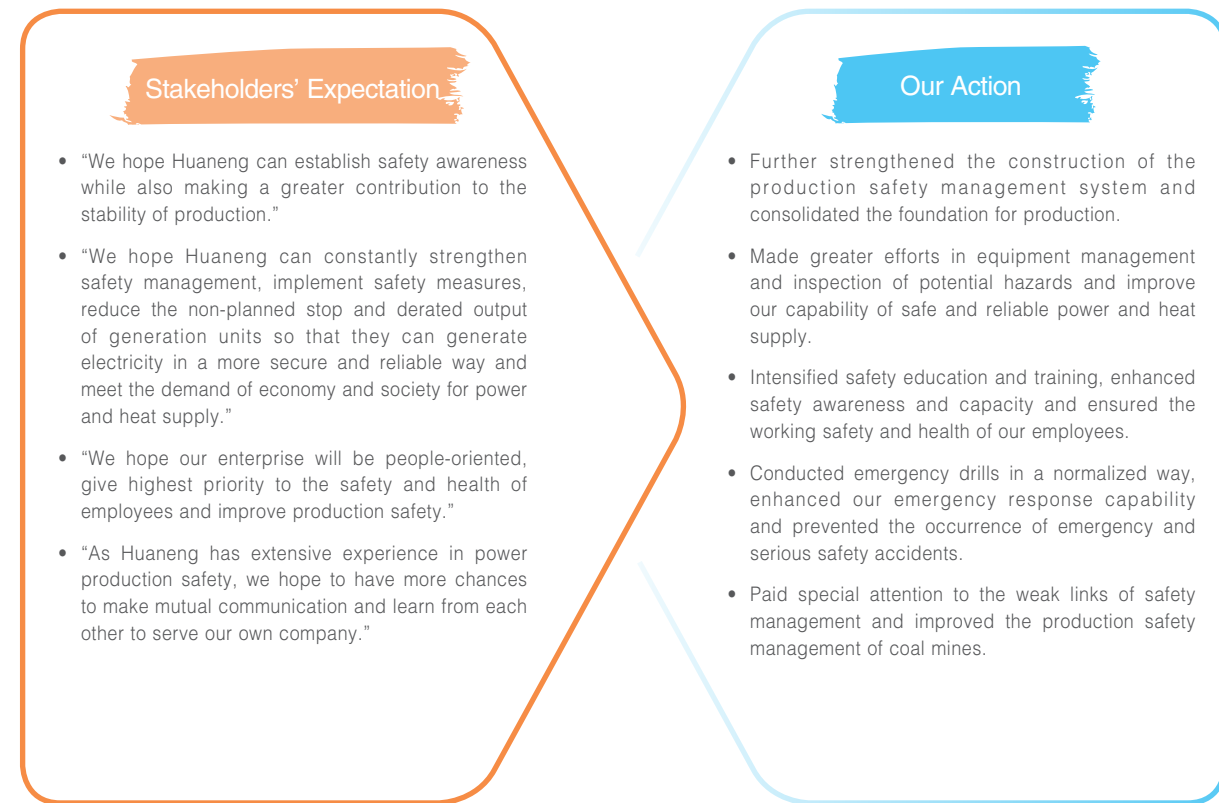 Stakeholders’ Expectation
• “We hope Huaneng can establish safety awareness
while also making a greater contribution to the
stability of production.”
• “We hope Huaneng can constantly strengthen
safety management, implement safety measures,
reduce the non-planned stop and derated output
of generation units so that they can generate
electricity in a more secure and reliable way and
meet the demand of economy and society for power
and heat supply.”
• “We hope our enterprise will be people-oriented,
give highest priority to the safety and health of
employees and improve production safety.”
• “As Huaneng has extensive experience in power
production safety, we hope to have more chances
to make mutual communication and learn from each
other to serve our own company.”
Our Action
• Further strengthened the construction of the
production safety management system and
consolidated the foundation for production.
• Made greater efforts in equipment management
and inspection of potential hazards and improve
our capability of safe and reliable power and heat
supply.
• Intensified safety education and training, enhanced
safety awareness and capacity and ensured the
working safety and health of our employees.
• Conducted emergency drills in a normalized way,
enhanced our emergency response capability
and prevented the occurrence of emergency and
serious safety accidents.
• Paid special attention to the weak links of safety
management and improved the production safety
management of coal mines.